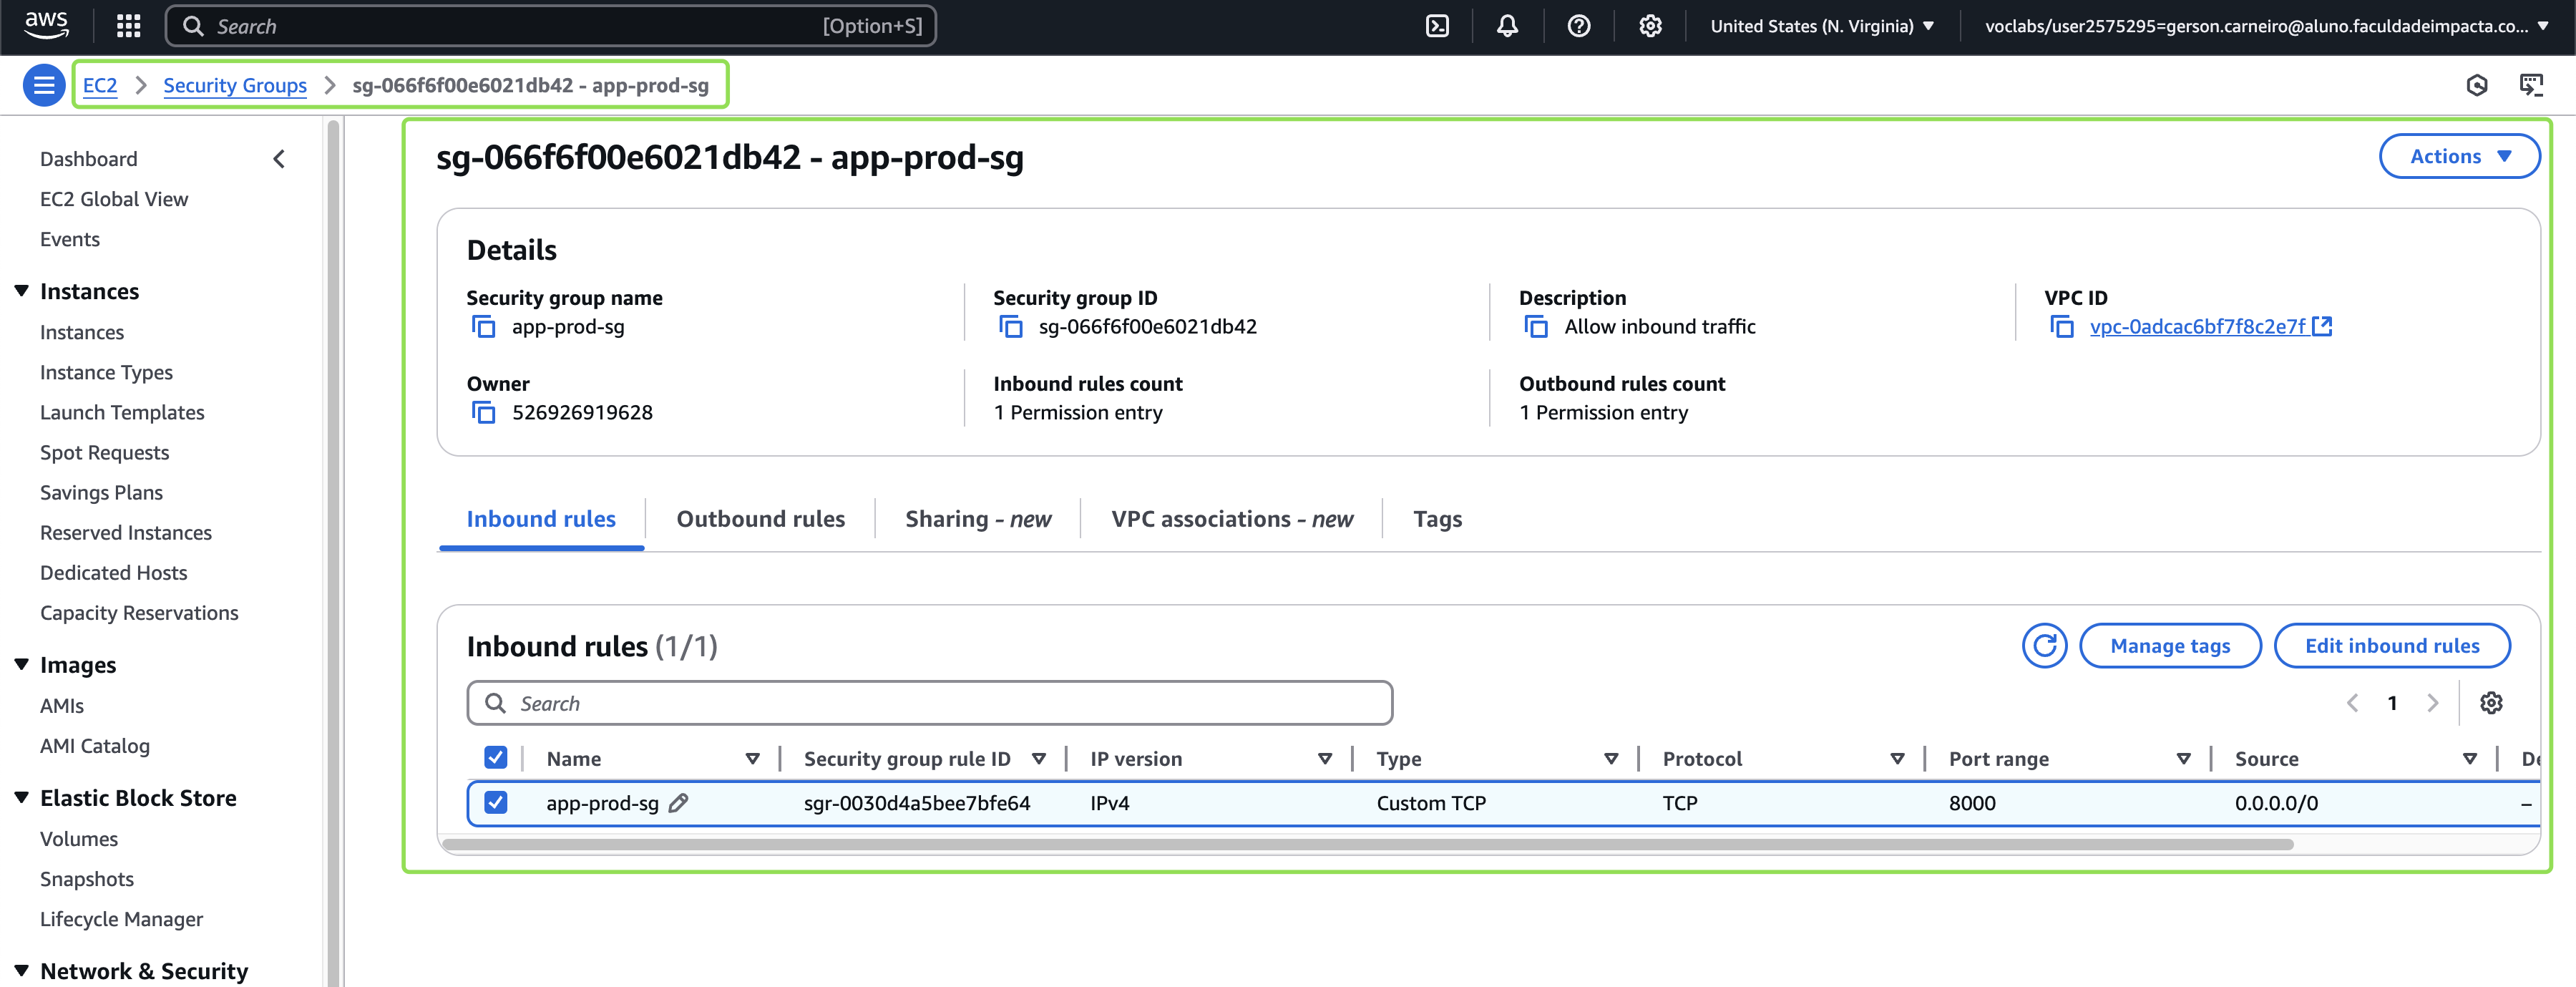 aws
Search [Option+S]
United States (N. Virginia)
voclabs/user2575295=gerson.carneiro@aluno.faculdadeimpacta.co...
EC2 > Security Groups > sg-066f6f00e6021db42 - app-prod-sg
Dashboard
EC2 Global View
Events
Instances
Instances
Instance Types
Launch Templates
Spot Requests
Savings Plans
Reserved Instances
Dedicated Hosts
Capacity Reservations
Images
AMIs
AMI Catalog
Elastic Block Store
Volumes
Snapshots
Lifecycle Manager
Network & Security
sg-066f6f00e6021db42 - app-prod-sg
Actions
Details
Security group name
app-prod-sg
Security group ID
sg-066f6f00e6021db42
Description
Allow inbound traffic
VPC ID
vpc-0adcac6bf7f8c2e7f
Owner
526926919628
Inbound rules count
1 Permission entry
Outbound rules count
1 Permission entry
Inbound rules
Outbound rules
Sharing - new
VPC associations - new
Tags
Inbound rules (1/1)
Manage tags
Edit inbound rules
Search
1
Name Security group rule ID IP version Type Protocol Port range Source
app-prod-sg sgr-0030d4a5bee7bfe64 IPv4 Custom TCP TCP 8000 0.0.0.0/0 –